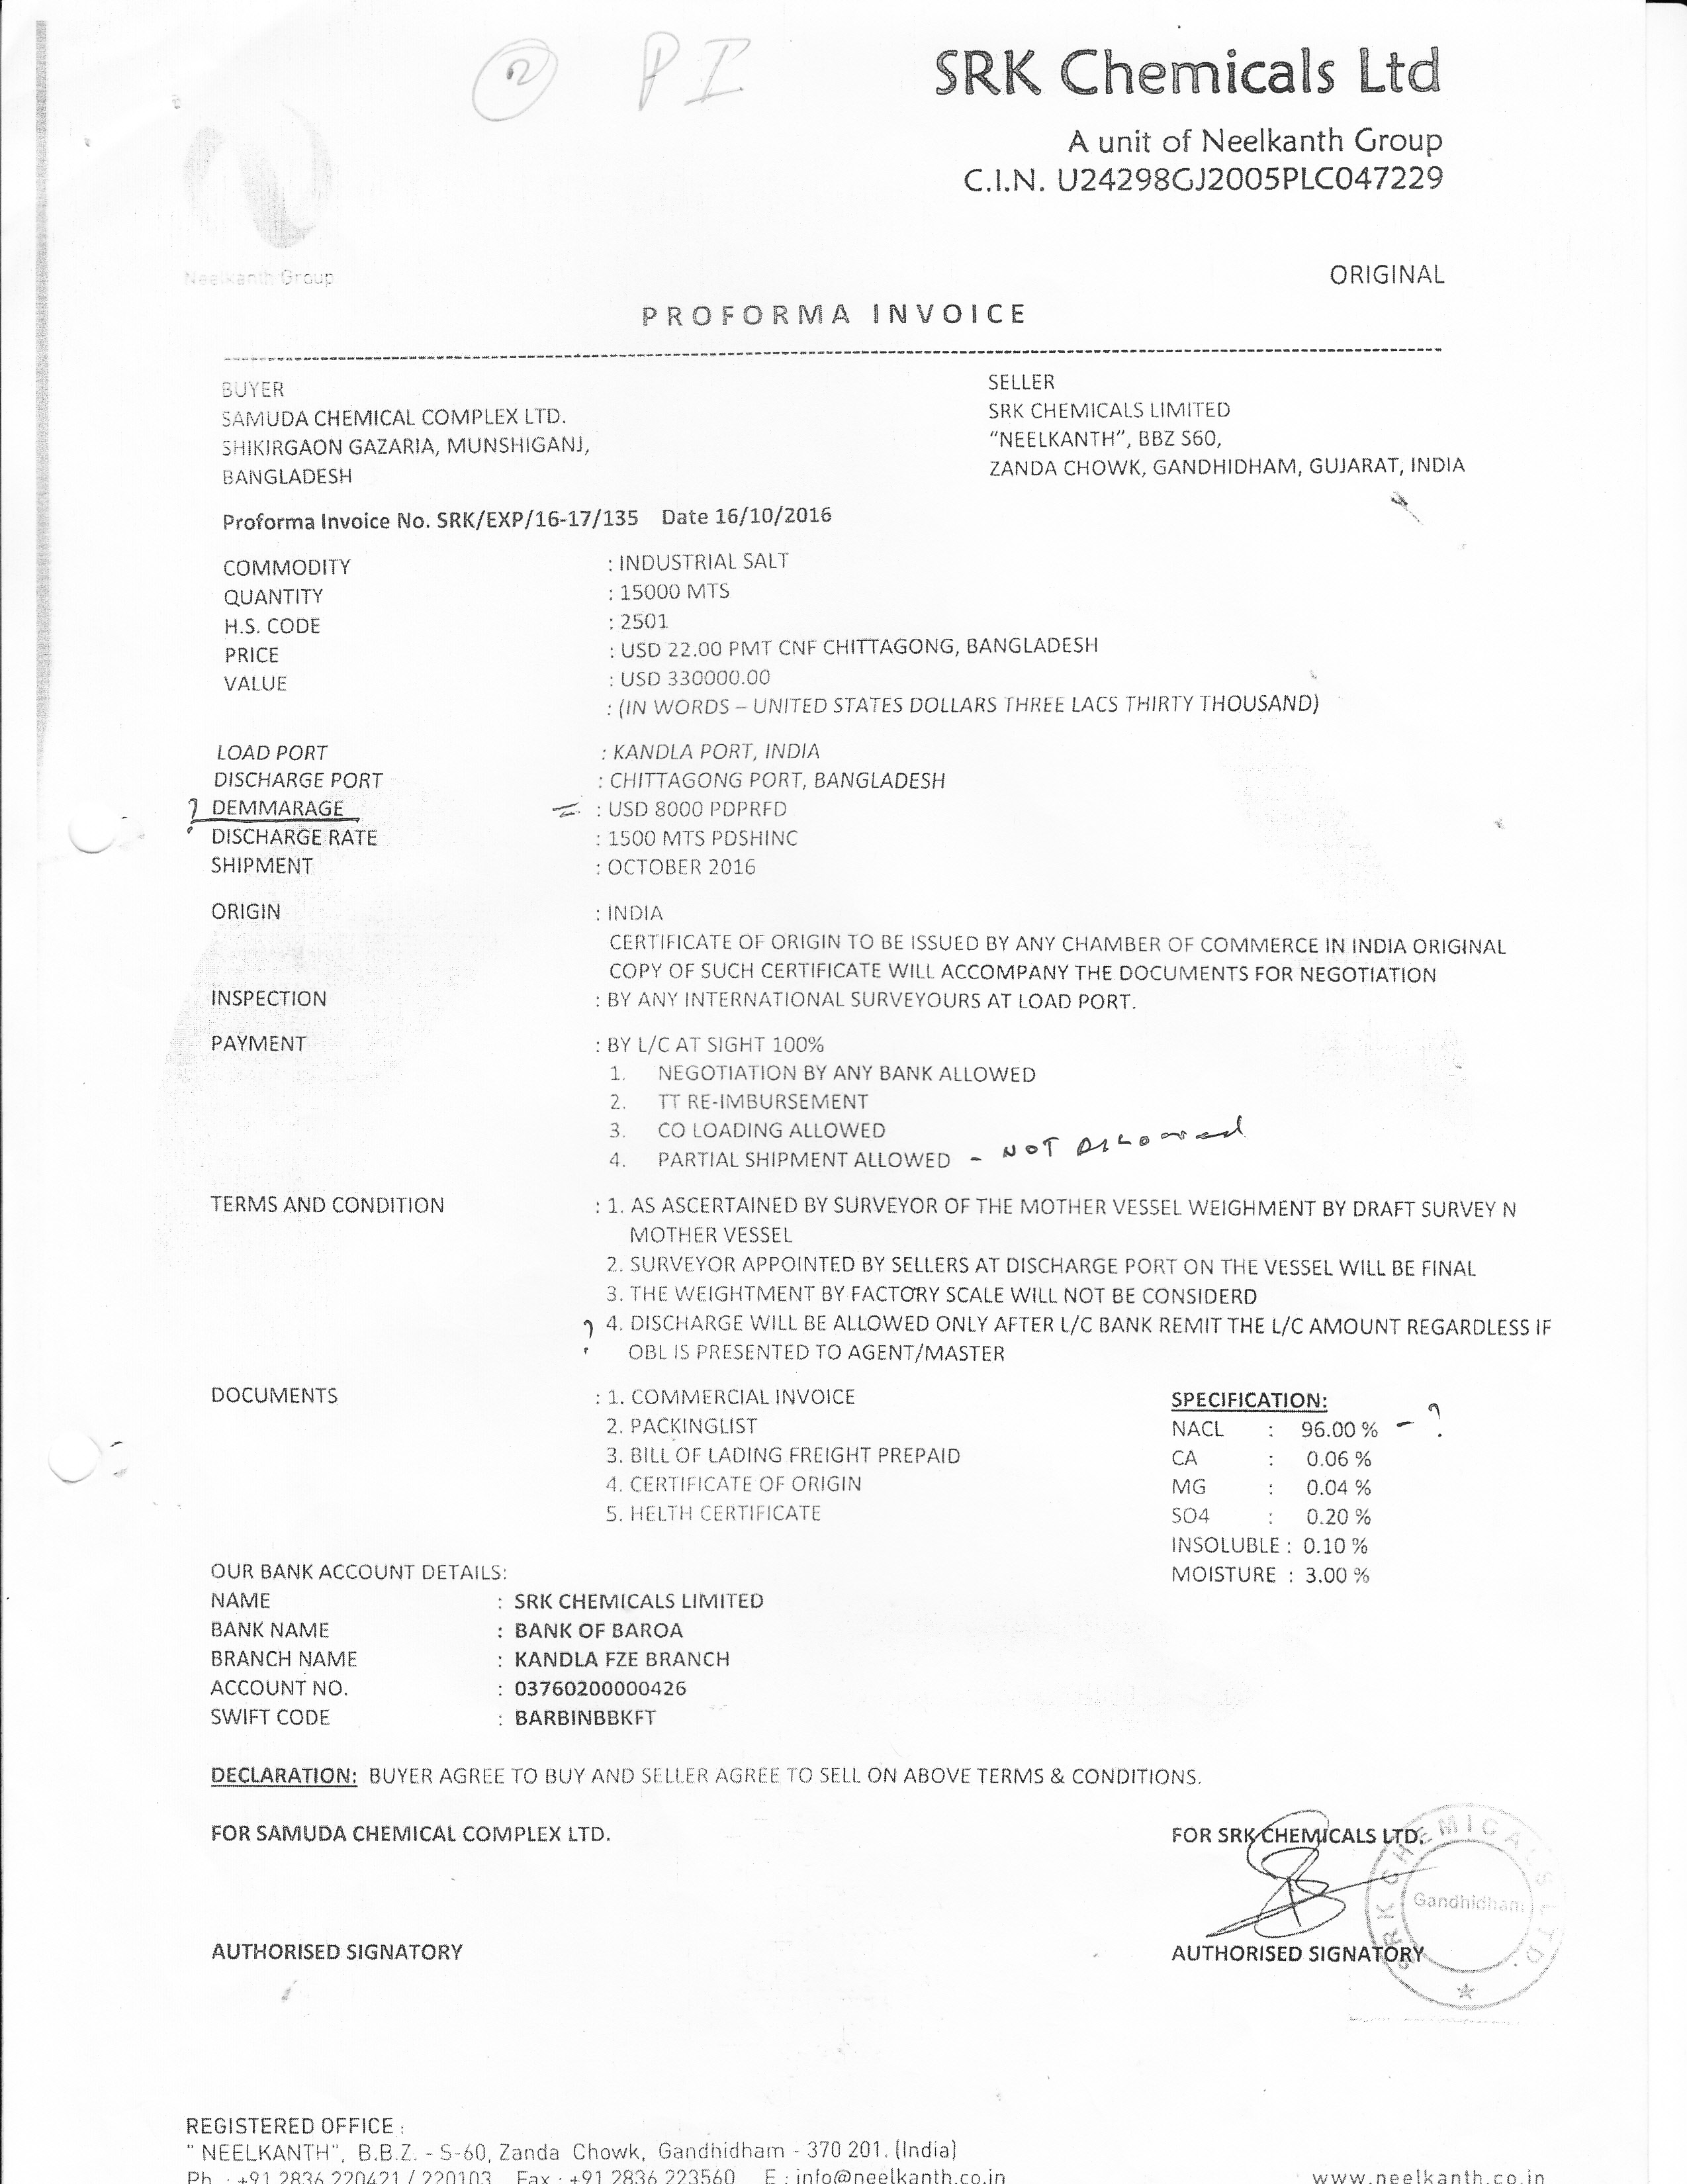 2 PI
SRK Chemicals Ltd
A unit of Neelkanth Group
C.I.N. U24298GJ2005PLC047229
Neelkanth Group
ORIGINAL
PROFORMA INVOICE
BUYER
SAMUDA CHEMICAL COMPLEX LTD.
SHIKIRGAON GAZARIA, MUNSHIGANJ,
BANGLADESH
SELLER
SRK CHEMICALS LIMITED
"NEELKANTH", BBZ S60,
ZANDA CHOWK, GANDHIDHAM, GUJARAT, INDIA
Proforma Invoice No. SRK/EXP/16-17/135 Date 16/10/2016
COMMODITY : INDUSTRIAL SALT
QUANTITY : 15000 MTS
H.S. CODE : 2501
PRICE : USD 22.00 PMT CNF CHITTAGONG, BANGLADESH
VALUE : USD 330000.00
: (IN WORDS – UNITED STATES DOLLARS THREE LACS THIRTY THOUSAND)
LOAD PORT : KANDLA PORT, INDIA
DISCHARGE PORT : CHITTAGONG PORT, BANGLADESH
? DEMMARAGE : USD 8000 PDPRFD
DISCHARGE RATE : 1500 MTS PDSHINC
SHIPMENT : OCTOBER 2016
ORIGIN : INDIA
CERTIFICATE OF ORIGIN TO BE ISSUED BY ANY CHAMBER OF COMMERCE IN INDIA ORIGINAL
COPY OF SUCH CERTIFICATE WILL ACCOMPANY THE DOCUMENTS FOR NEGOTIATION
INSPECTION : BY ANY INTERNATIONAL SURVEYOURS AT LOAD PORT.
PAYMENT : BY L/C AT SIGHT 100%
1. NEGOTIATION BY ANY BANK ALLOWED
2. TT RE-IMBURSEMENT
3. CO LOADING ALLOWED
4. PARTIAL SHIPMENT ALLOWED - NOT Allowed
TERMS AND CONDITION : 1. AS ASCERTAINED BY SURVEYOR OF THE MOTHER VESSEL WEIGHMENT BY DRAFT SURVEY N
MOTHER VESSEL
2. SURVEYOR APPOINTED BY SELLERS AT DISCHARGE PORT ON THE VESSEL WILL BE FINAL
3. THE WEIGHTMENT BY FACTORY SCALE WILL NOT BE CONSIDERD
? 4. DISCHARGE WILL BE ALLOWED ONLY AFTER L/C BANK REMIT THE L/C AMOUNT REGARDLESS IF
OBL IS PRESENTED TO AGENT/MASTER
DOCUMENTS : 1. COMMERCIAL INVOICE
2. PACKINGLIST
3. BILL OF LADING FREIGHT PREPAID
4. CERTIFICATE OF ORIGIN
5. HELTH CERTIFICATE
SPECIFICATION:
NACL : 96.00 % - ?
CA : 0.06 %
MG : 0.04 %
SO4 : 0.20 %
INSOLUBLE : 0.10 %
MOISTURE : 3.00 %
OUR BANK ACCOUNT DETAILS:
NAME : SRK CHEMICALS LIMITED
BANK NAME : BANK OF BAROA
BRANCH NAME : KANDLA FZE BRANCH
ACCOUNT NO. : 03760200000426
SWIFT CODE : BARBINBBKFT
DECLARATION: BUYER AGREE TO BUY AND SELLER AGREE TO SELL ON ABOVE TERMS & CONDITIONS.
FOR SAMUDA CHEMICAL COMPLEX LTD.
AUTHORISED SIGNATORY
FOR SRK CHEMICALS LTD.
AUTHORISED SIGNATORY
SRK CHEMICALS LTD.
Gandhidham
REGISTERED OFFICE :
" NEELKANTH", B.B.Z. - S-60, Zanda Chowk, Gandhidham - 370 201. (India)
Ph. : +91 2836 220421 / 220103 Fax : +91 2836 223560 E : info@neelkanth.co.in www.neelkanth.co.in